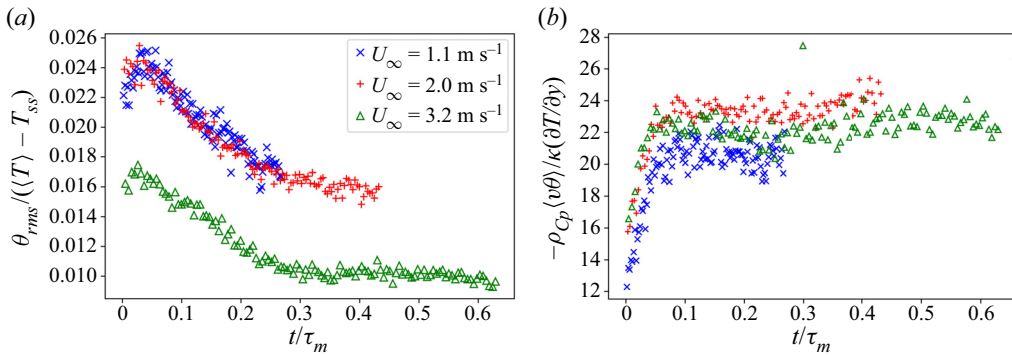 (a)
0.026
0.024
0.022
0.020
0.018
0.016
0.014
0.012
0.010
θrms/(⟨T⟩ − Tss)
U∞ = 1.1 m s–1
U∞ = 2.0 m s–1
U∞ = 3.2 m s–1
0 0.1 0.2 0.3 0.4 0.5 0.6
t/τm
(b)
28
26
24
22
20
18
16
14
12
−ρCp⟨vθ⟩/κ(∂T/∂y)
0 0.1 0.2 0.3 0.4 0.5 0.6
t/τm